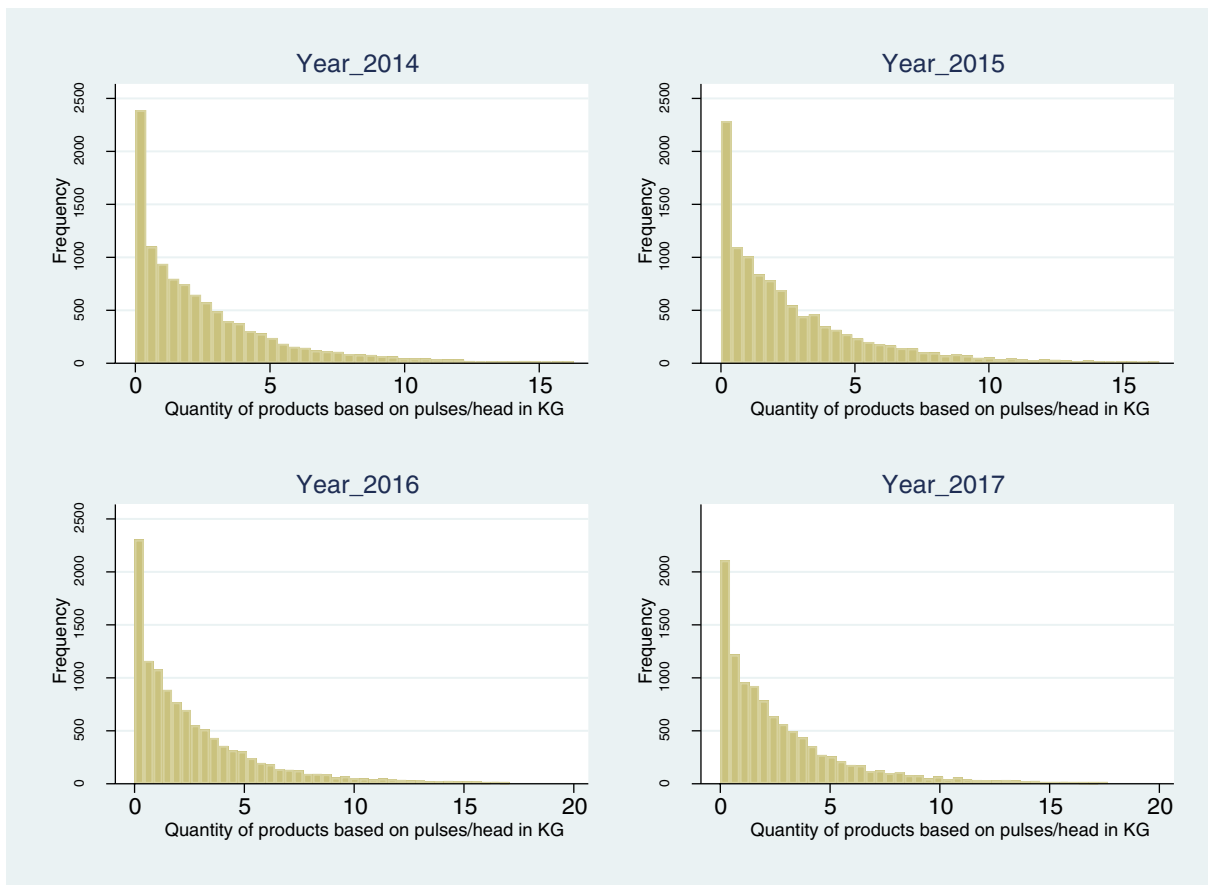 Year_2014
2500
2000
1500
1000
500
0
Frequency
0 5 10 15
Quantity of products based on pulses/head in KG
Year_2015
2500
2000
1500
1000
500
0
Frequency
0 5 10 15
Quantity of products based on pulses/head in KG
Year_2016
2500
2000
1500
1000
500
0
Frequency
0 5 10 15 20
Quantity of products based on pulses/head in KG
Year_2017
2000
1500
1000
500
0
Frequency
0 5 10 15 20
Quantity of products based on pulses/head in KG